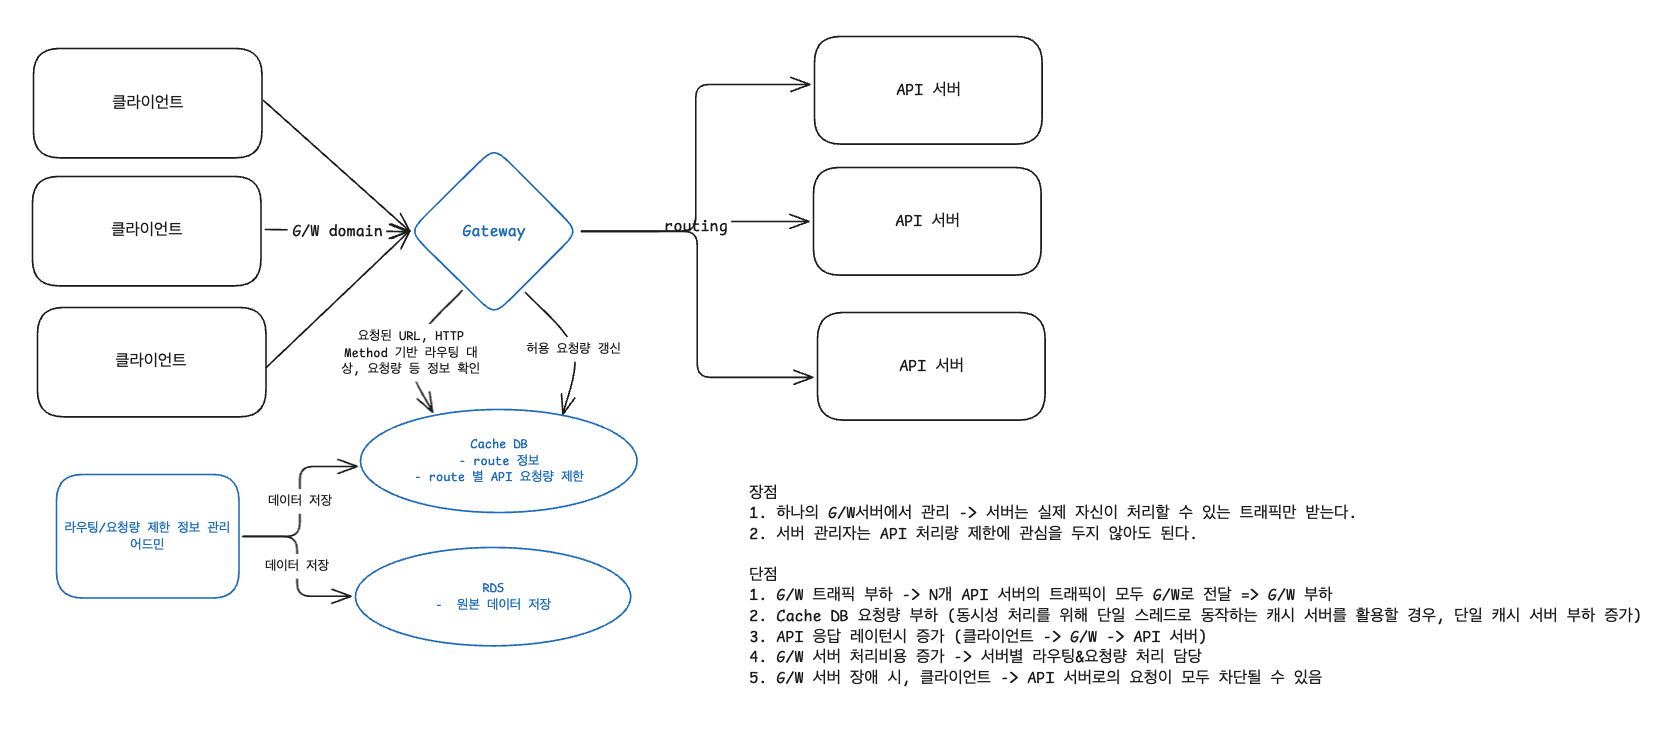 클라이언트
API 서버
클라이언트
G/W domain
Gateway
routing
API 서버
클라이언트
API 서버
요청된 URL, HTTP
Method 기반 라우팅 대
상, 요청량 등 정보 확인
허용 요청량 갱신
Cache DB
- route 정보
- route 별 API 요청량 제한
데이터 저장
라우팅/요청량 제한 정보 관리
어드민
데이터 저장
RDS
- 원본 데이터 저장
장점
1. 하나의 G/W서버에서 관리 -> 서버는 실제 자신이 처리할 수 있는 트래픽만 받는다.
2. 서버 관리자는 API 처리량 제한에 관심을 두지 않아도 된다.
단점
1. G/W 트래픽 부하 -> N개 API 서버의 트래픽이 모두 G/W로 전달 => G/W 부하
2. Cache DB 요청량 부하 (동시성 처리를 위해 단일 스레드로 동작하는 캐시 서버를 활용할 경우, 단일 캐시 서버 부하 증가)
3. API 응답 레이턴시 증가 (클라이언트 -> G/W -> API 서버)
4. G/W 서버 처리비용 증가 -> 서버별 라우팅&요청량 처리 담당
5. G/W 서버 장애 시, 클라이언트 -> API 서버로의 요청이 모두 차단될 수 있음